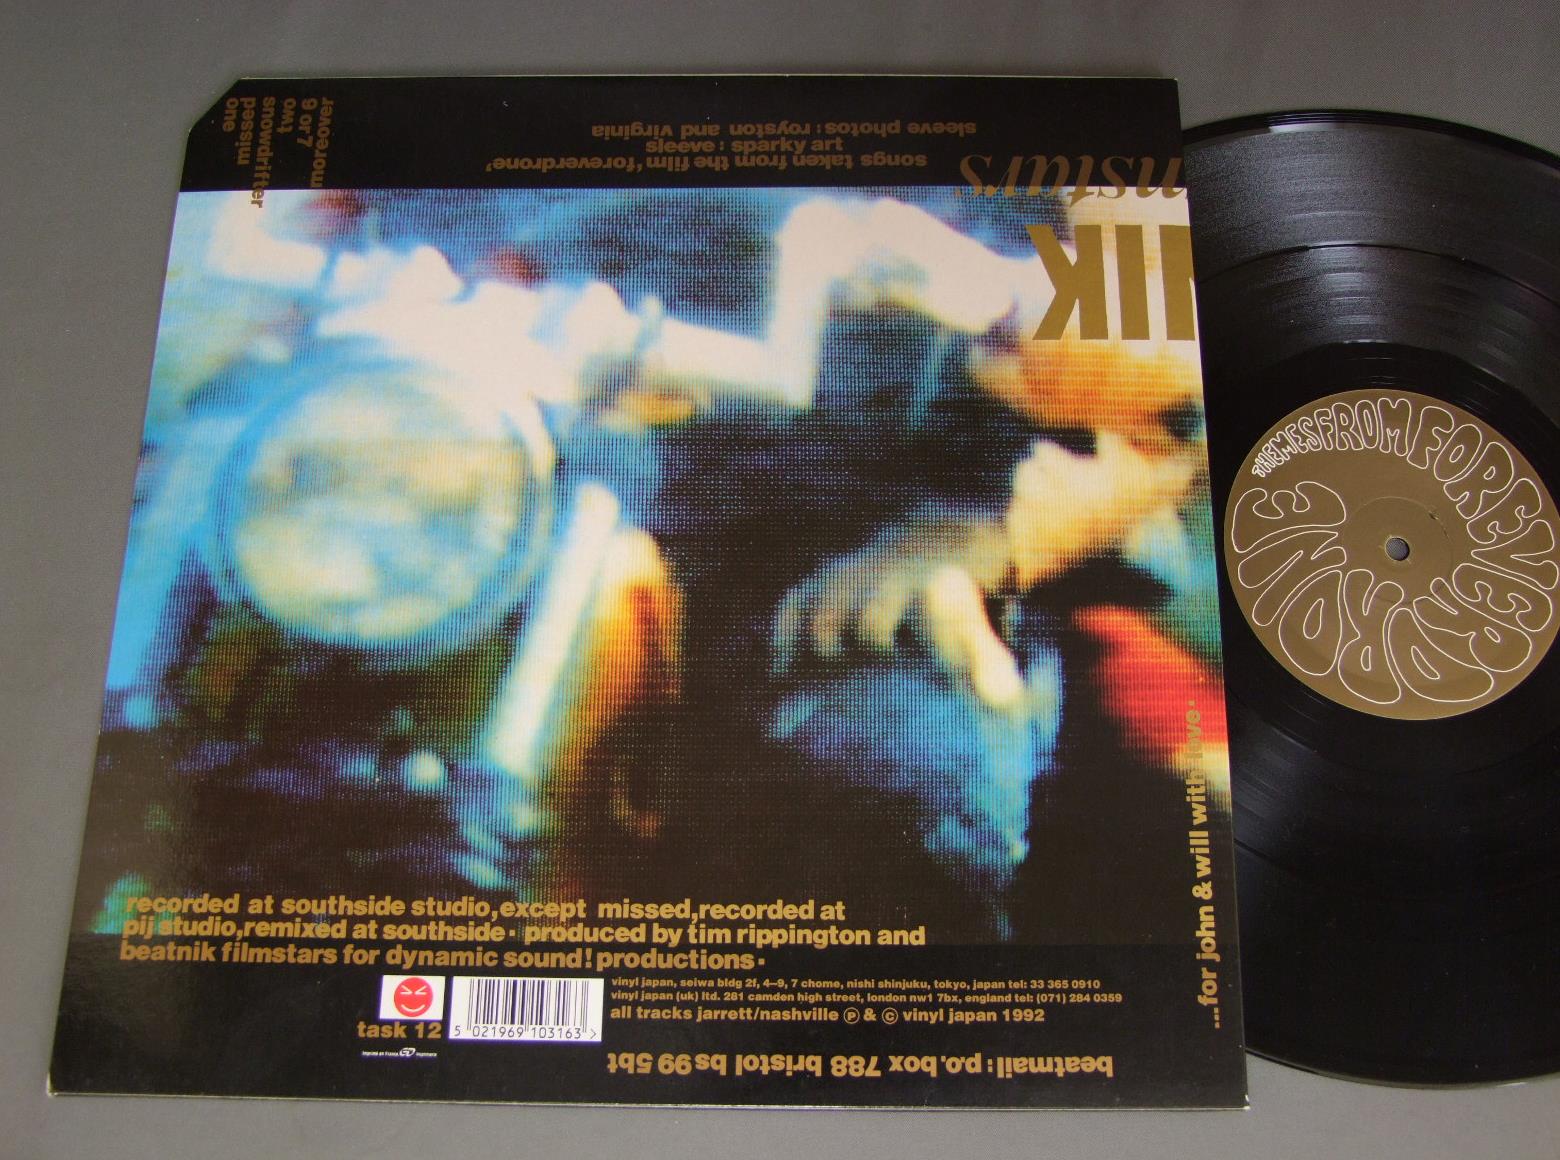 one
missed
snowdrifter
two
6 or 7
moreover
sleeve photos: royston and virginia
sleeve: sparky art
songs taken from the film 'foreverdrone'
nstars
NIK
THEMES FROM FOREVERDRONE
...for john & will with love·
recorded at southside studio, except missed, recorded at
pij studio, remixed at southside· produced by tim rippington and
beatnik filmstars for dynamic sound! productions·
vinyl japan, seiwa bldg 2f, 4–9, 7 chome, nishi shinjuku, tokyo, japan tel: 33 365 0910
vinyl japan (uk) ltd. 281 camden high street, london nw1 7bx, england tel: (071) 284 0359
all tracks jarrett/nashville ℗ & © vinyl japan 1992
task 12
5 021969 103163 >
beatmail: p.o. box 788 bristol bs99 5bt